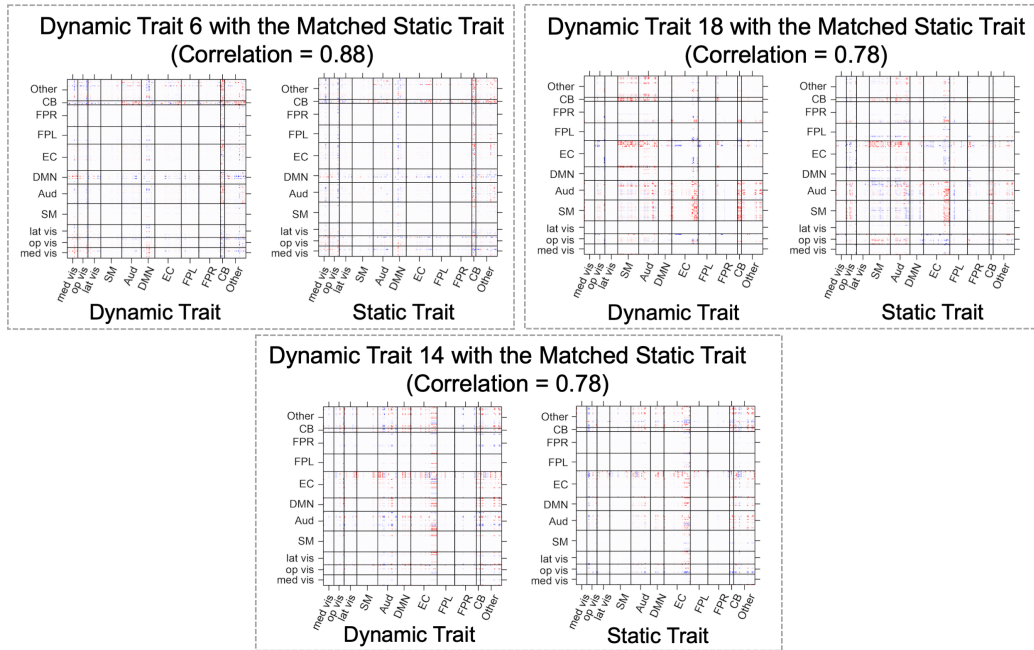 Dynamic Trait 6 with the Matched Static Trait
(Correlation = 0.88)
Other
CB
FPR
FPL
EC
DMN
Aud
SM
lat vis
op vis
med vis
med vis
op vis
lat vis
SM
Aud
DMN
EC
FPL
FPR
CB
Other
Dynamic Trait
Other
CB
FPR
FPL
EC
DMN
Aud
SM
lat vis
op vis
med vis
med vis
op vis
lat vis
SM
Aud
DMN
EC
FPL
FPR
CB
Other
Static Trait
Dynamic Trait 18 with the Matched Static Trait
(Correlation = 0.78)
Other
CB
FPR
FPL
EC
DMN
Aud
SM
lat vis
op vis
med vis
med vis
op vis
lat vis
SM
Aud
DMN
EC
FPL
FPR
CB
Other
Dynamic Trait
Other
CB
FPR
FPL
EC
DMN
Aud
SM
lat vis
op vis
med vis
med vis
op vis
lat vis
SM
Aud
DMN
EC
FPL
FPR
CB
Other
Static Trait
Dynamic Trait 14 with the Matched Static Trait
(Correlation = 0.78)
Other
CB
FPR
FPL
EC
DMN
Aud
SM
lat vis
op vis
med vis
med vis
op vis
lat vis
SM
Aud
DMN
EC
FPL
FPR
CB
Other
Dynamic Trait
Other
CB
FPR
FPL
EC
DMN
Aud
SM
lat vis
op vis
med vis
med vis
op vis
lat vis
SM
Aud
DMN
EC
FPL
FPR
CB
Other
Static Trait